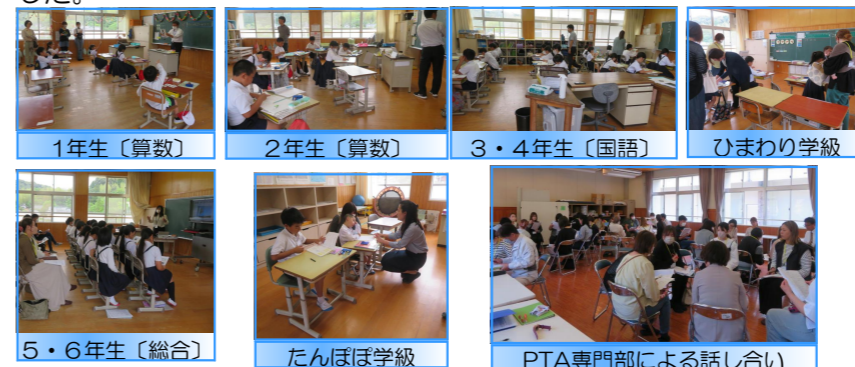 した。
1年生〔算数〕
2年生〔算数〕
3・4年生〔国語〕
ひまわり学級
5・6年生〔総合〕
たんぽぽ学級
PTA専門部による話し合い